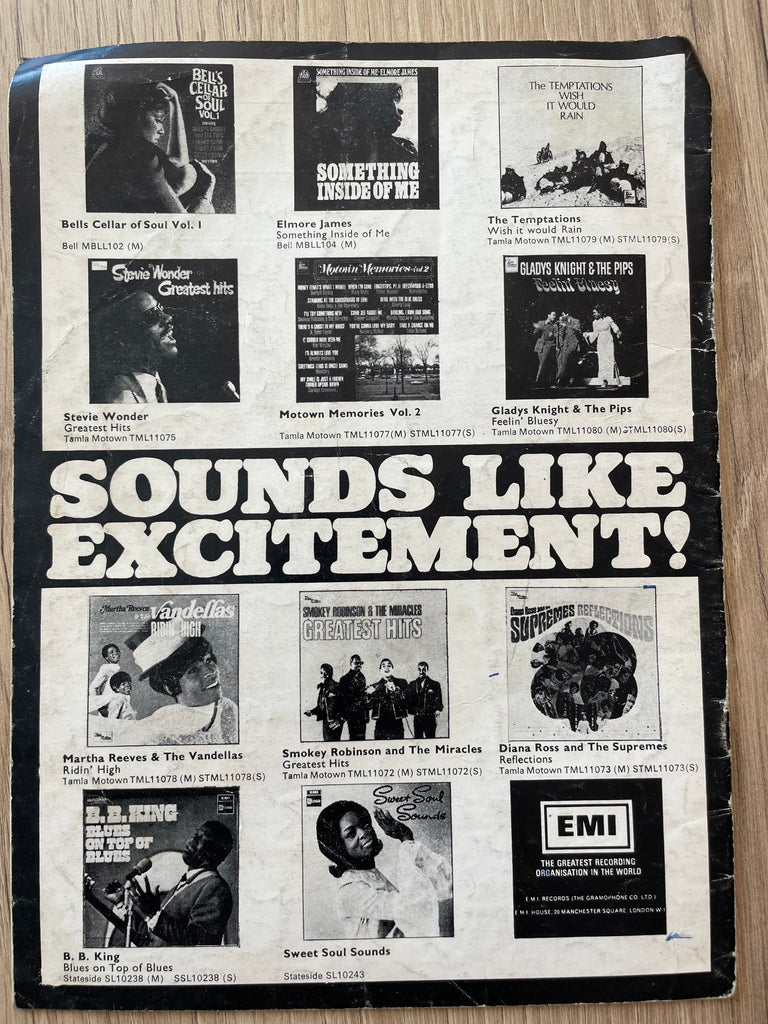 BELL'S
CELLAR
OF
SOUL
VOL.1
Bells Cellar of Soul Vol. 1
Bell MBLL102 (M)
SOMETHING INSIDE OF ME·ELMORE JAMES
SOMETHING
INSIDE OF ME
Elmore James
Something Inside of Me
Bell MBLL104 (M)
The TEMPTATIONS
WISH
IT WOULD
RAIN
The Temptations
Wish it would Rain
Tamla Motown TML11079 (M) STML11079(S)
Stevie Wonder
Greatest hits
Stevie Wonder
Greatest Hits
Tamla Motown TML11075
Motown Memories-Vol.2
Motown Memories Vol. 2
Tamla Motown TML11077(M) STML11077(S)
GLADYS KNIGHT & THE PIPS
Feelin' Bluesy
Gladys Knight & The Pips
Feelin' Bluesy
Tamla Motown TML11080 (M) STML11080(S)
SOUNDS LIKE
EXCITEMENT!
Martha Reeves
& The
Vandellas
RIDIN' HIGH
Martha Reeves & The Vandellas
Ridin' High
Tamla Motown TML11078 (M) STML11078(S)
SMOKEY ROBINSON & THE MIRACLES
GREATEST HITS
Smokey Robinson and The Miracles
Greatest Hits
Tamla Motown TML11072 (M) STML11072(S)
Diana Ross and the
SUPREMES REFLECTIONS
Diana Ross and The Supremes
Reflections
Tamla Motown TML11073 (M) STML11073(S)
B. B. KING
BLUES
ON TOP OF
BLUES
EMI
B. B. King
Blues on Top of Blues
Stateside SL10238 (M) SSL10238 (S)
EMI
Sweet Soul
Sounds
Sweet Soul Sounds
Stateside SL10243
EMI
THE GREATEST RECORDING
ORGANISATION IN THE WORLD
E.M.I. RECORDS (THE GRAMOPHONE CO. LTD.)
E.M.I. HOUSE, 20 MANCHESTER SQUARE, LONDON W.1